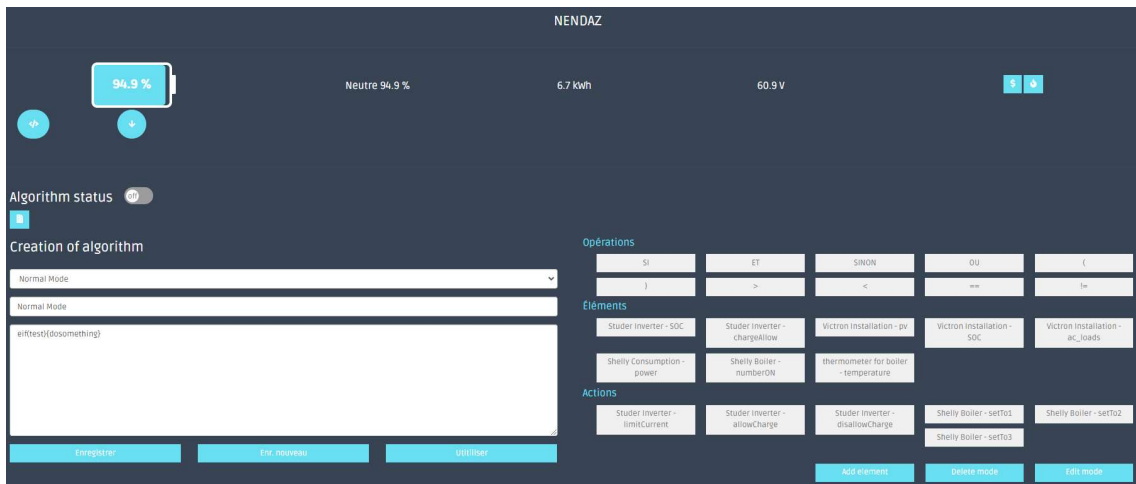 NENDAZ
94.9 %
Neutre 94.9 %
6.7 kWh
60.9 V
$
</>
Algorithm status
off
Creation of algorithm
Normal Mode
Normal Mode
eif(test){dosomething}
Enregistrer
Enr. nouveau
Utilliser
Opérations
SI
ET
SINON
OU
(
)
>
<
==
!=
Éléments
Studer Inverter - SOC
Studer Inverter -
chargeAllow
Victron Installation - pv
Victron Installation -
SOC
Victron Installation -
ac_loads
Shelly Consumption -
power
Shelly Boiler -
numberON
thermometer for boiler
- temperature
Actions
Studer Inverter -
limitCurrent
Studer Inverter -
allowCharge
Studer Inverter -
disallowCharge
Shelly Boiler - setTo1
Shelly Boiler - setTo2
Shelly Boiler - setTo3
Add element
Delete mode
Edit mode